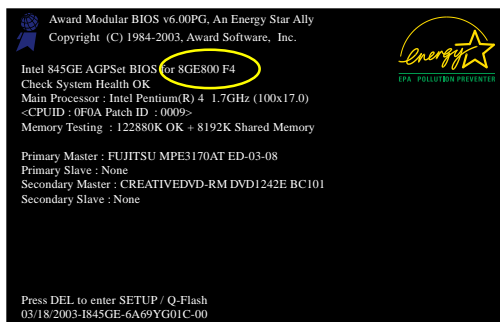 Award Modular BIOS v6.00PG, An Energy Star Ally
Copyright (C) 1984-2003, Award Software, Inc.
energy
EPA POLLUTION PREVENTER
Intel 845GE AGPSet BIOS for 8GE800 F4
Check System Health OK
Main Processor : Intel Pentium(R) 4 1.7GHz (100x17.0)
<CPUID : 0F0A Patch ID : 0009>
Memory Testing : 122880K OK + 8192K Shared Memory
Primary Master : FUJITSU MPE3170AT ED-03-08
Primary Slave : None
Secondary Master : CREATIVEDVD-RM DVD1242E BC101
Secondary Slave : None
Press DEL to enter SETUP / Q-Flash
03/18/2003-I845GE-6A69YG01C-00